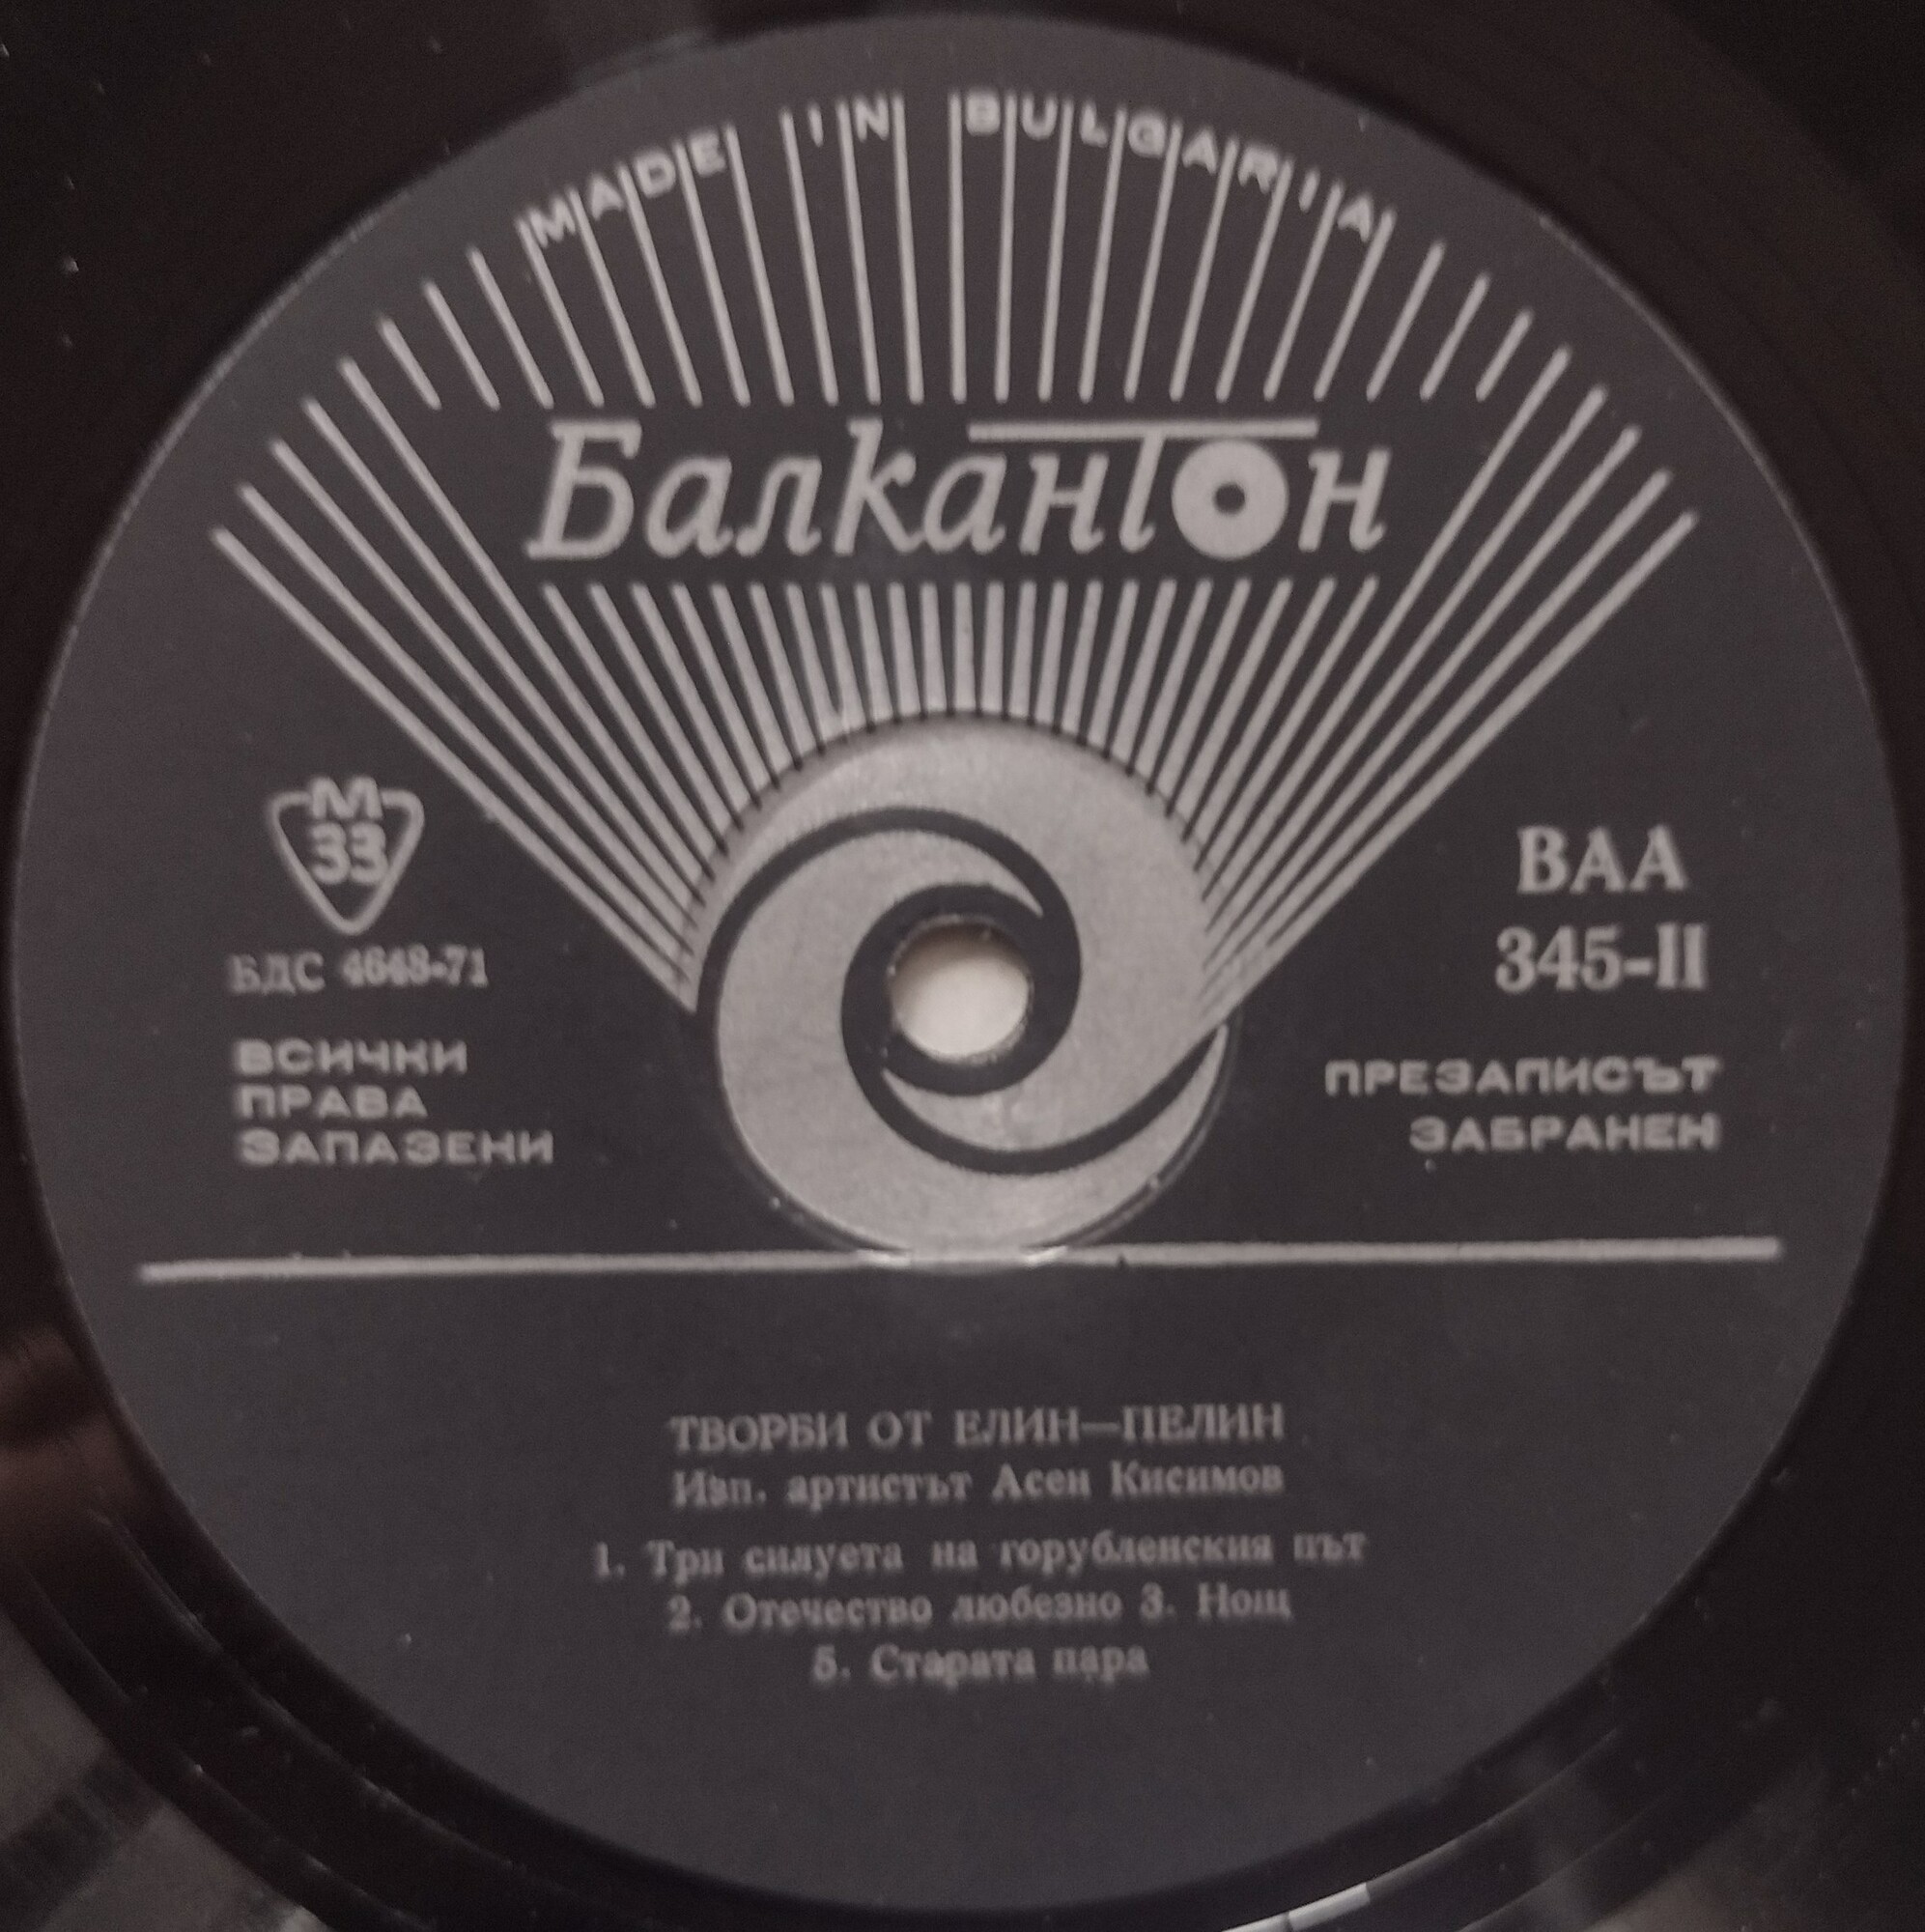 MADE IN BULGARIA
Балкантон
М
33
БДС 4648-71
ВСИЧКИ
ПРАВА
ЗАПАЗЕНИ
ВАА
345-II
ПРЕЗАПИСЪТ
ЗАБРАНЕН
ТВОРБИ ОТ ЕЛИН—ПЕЛИН
Изп. артистът Асен Кисимов
1. Три силуета на горубленския път
2. Отечество любезно 3. Нощ
5. Старата пара